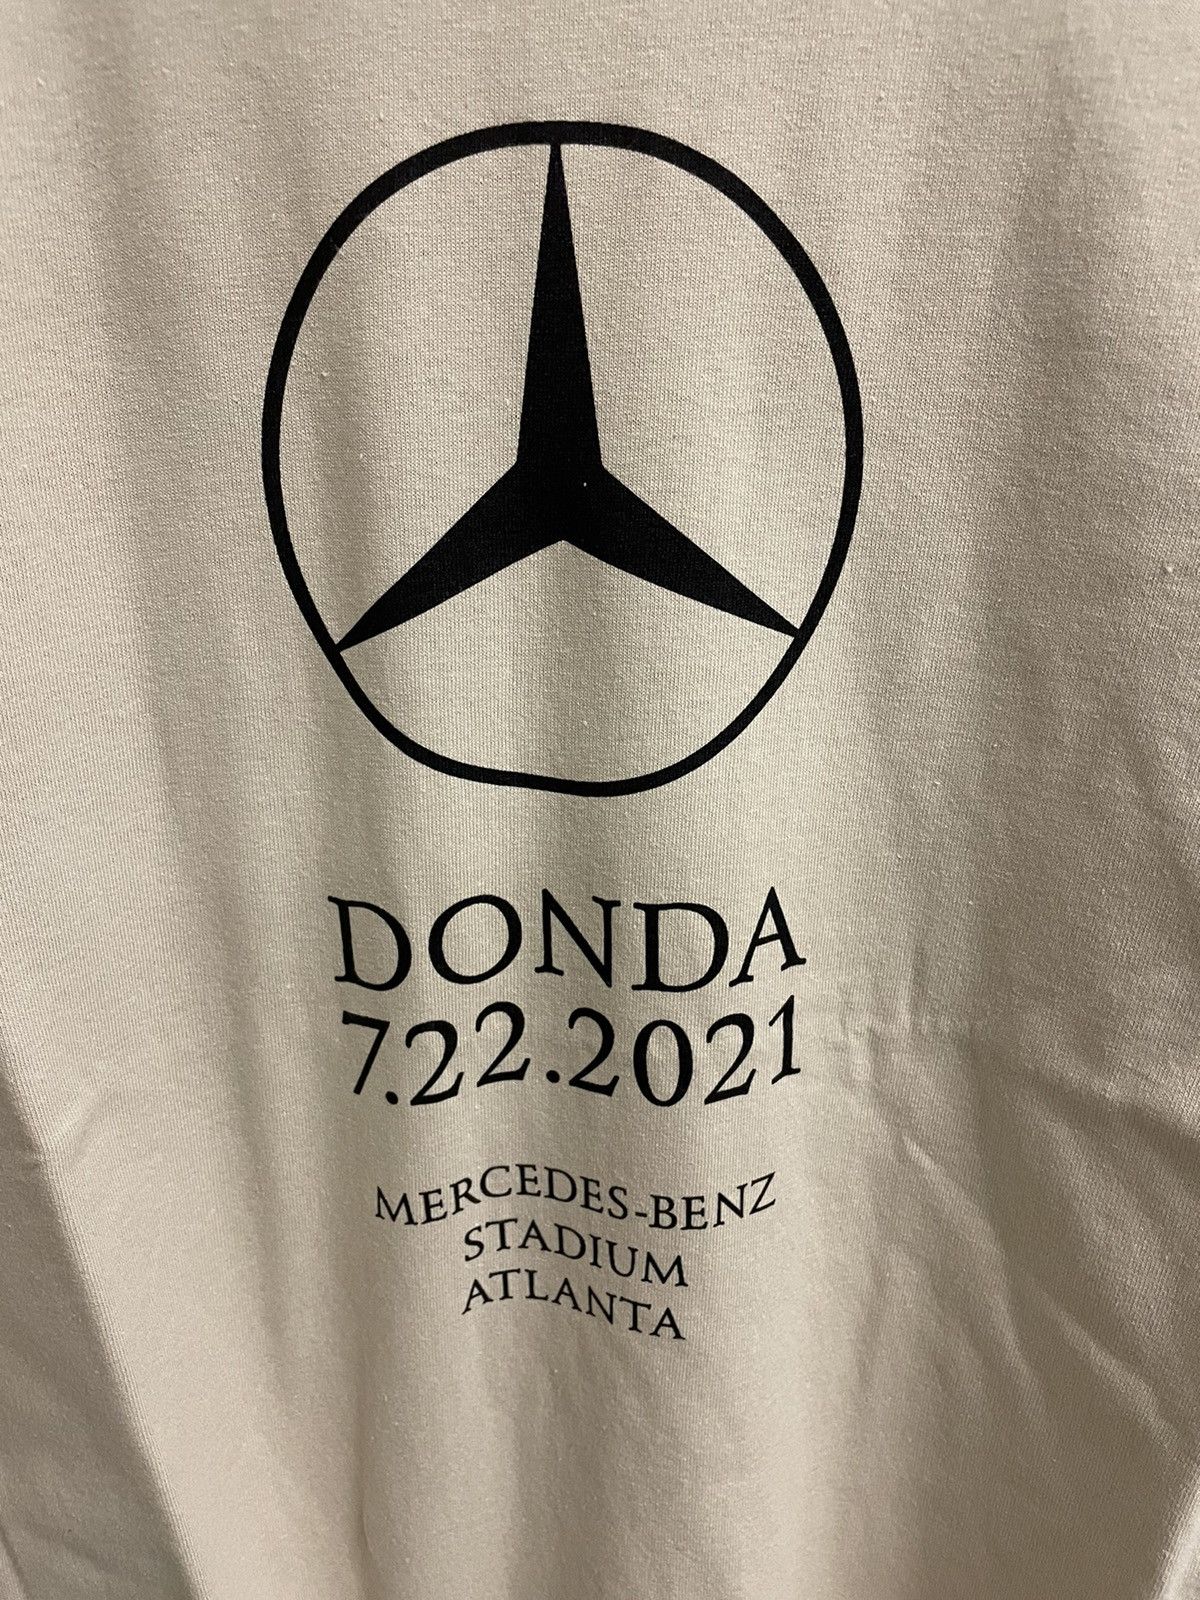 DONDA
7.22.2021
MERCEDES-BENZ
STADIUM
ATLANTA